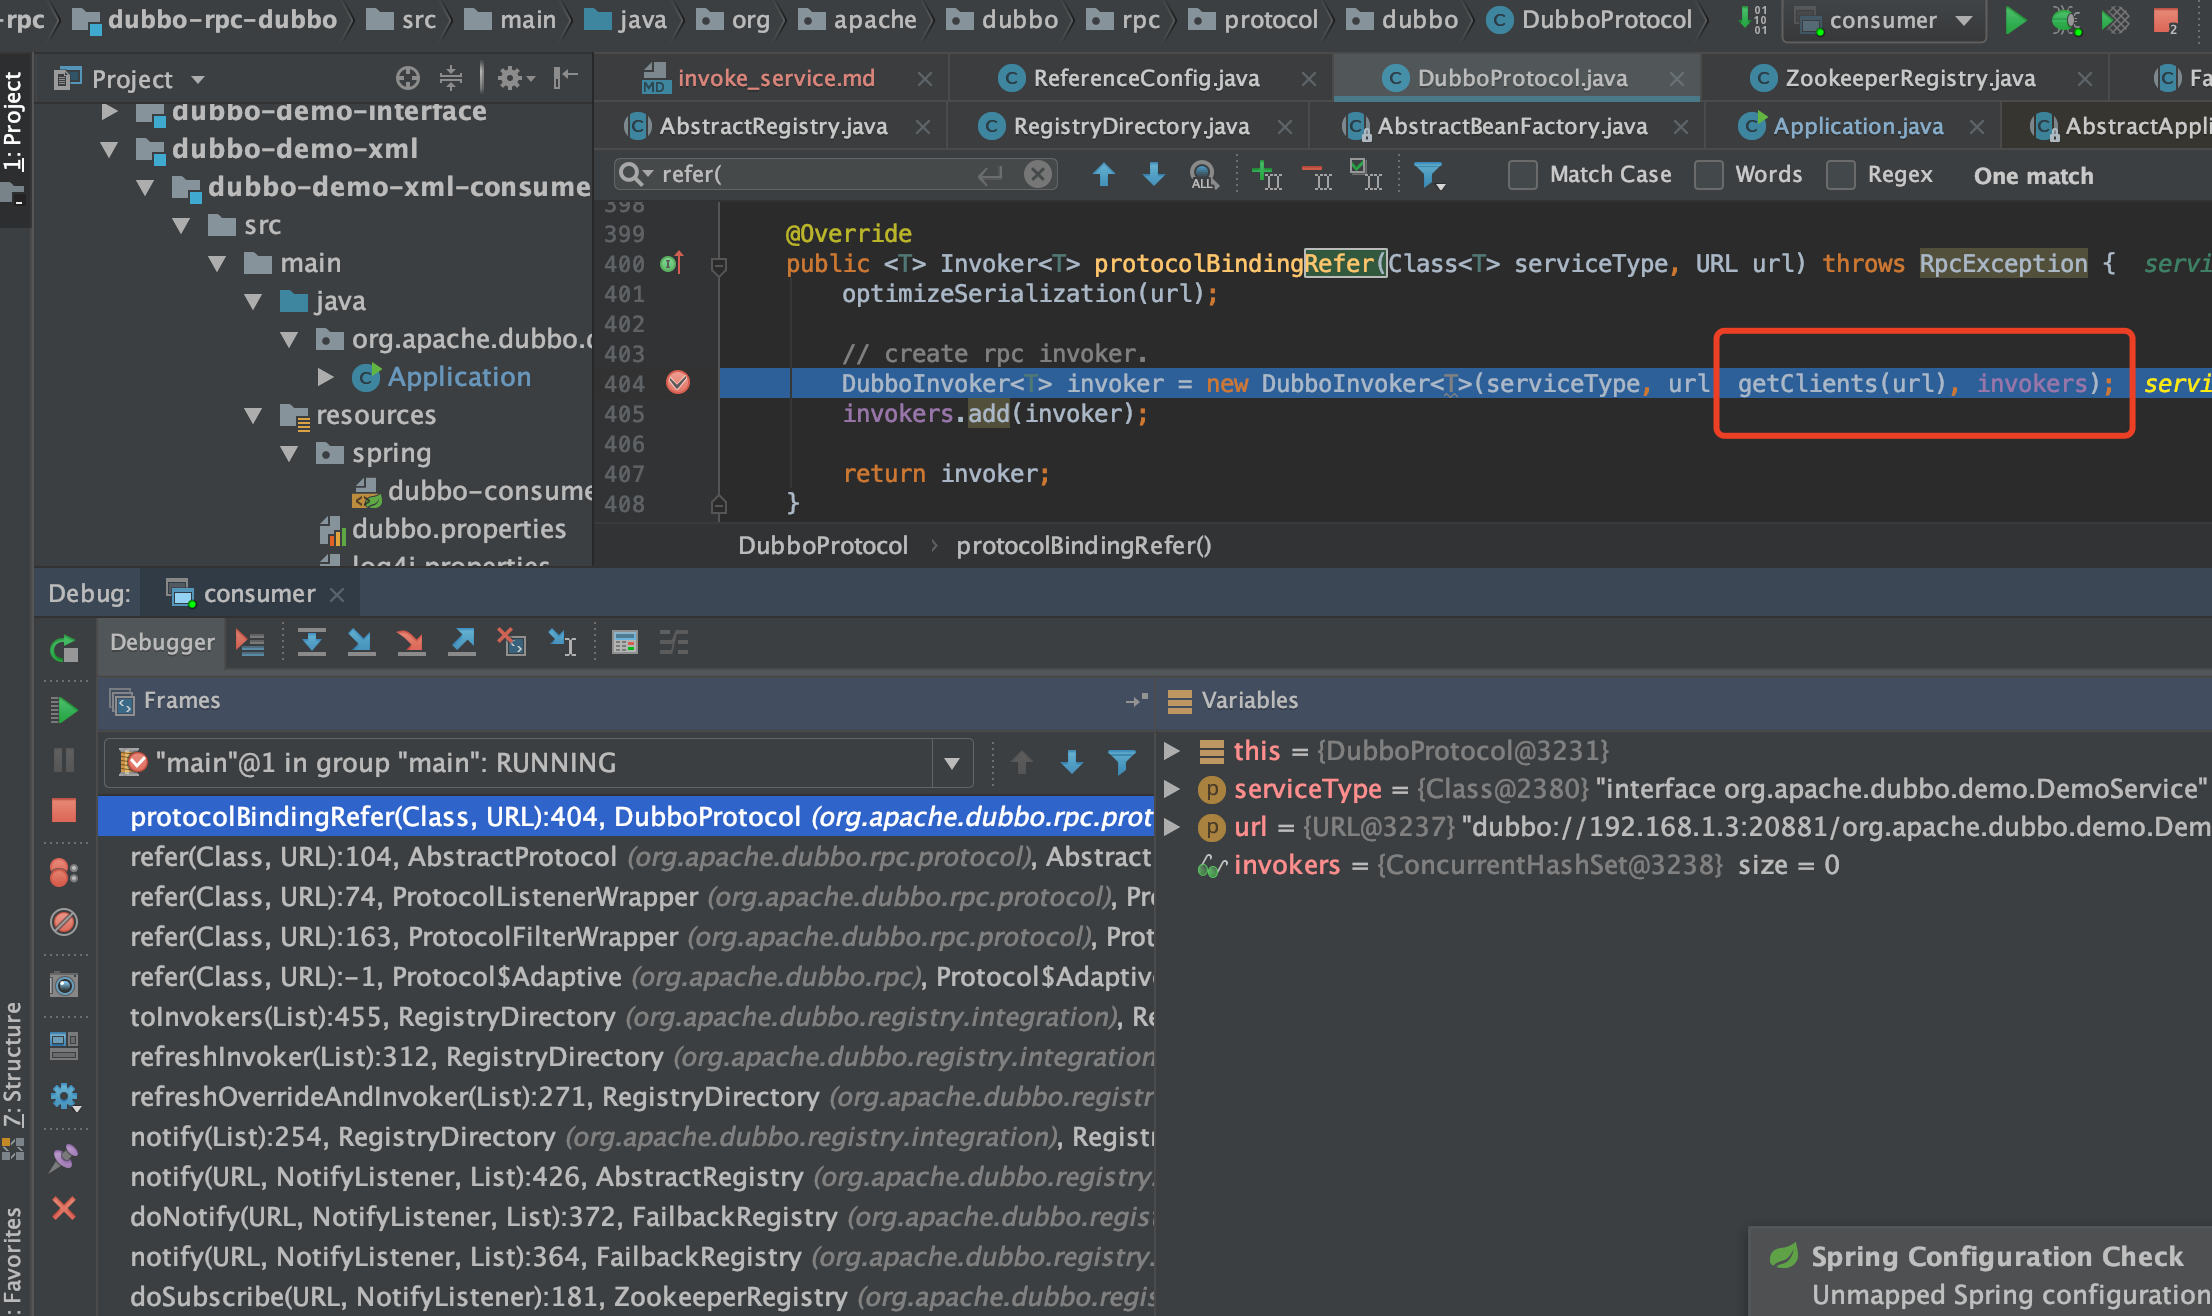 -rpc dubbo-rpc-dubbo src main java org apache dubbo rpc protocol dubbo DubboProtocol consumer
1: Project
Project
invoke_service.md ReferenceConfig.java DubboProtocol.java ZookeeperRegistry.java Fa
AbstractRegistry.java RegistryDirectory.java AbstractBeanFactory.java Application.java AbstractAppli
refer( Match Case Words Regex One match
dubbo-demo-interface
dubbo-demo-xml
dubbo-demo-xml-consume
src
main
java
org.apache.dubbo.
Application
resources
spring
dubbo-consume
dubbo.properties
log4j.properties
398
399 @Override
400 public <T> Invoker<T> protocolBindingRefer(Class<T> serviceType, URL url) throws RpcException { servi
401 optimizeSerialization(url);
402
403 // create rpc invoker.
404 DubboInvoker<T> invoker = new DubboInvoker<T>(serviceType, url getClients(url), invokers); servi
405 invokers.add(invoker);
406
407 return invoker;
408 }
DubboProtocol › protocolBindingRefer()
Debug: consumer
Debugger
Frames
"main"@1 in group "main": RUNNING
protocolBindingRefer(Class, URL):404, DubboProtocol (org.apache.dubbo.rpc.prot
refer(Class, URL):104, AbstractProtocol (org.apache.dubbo.rpc.protocol), Abstract
refer(Class, URL):74, ProtocolListenerWrapper (org.apache.dubbo.rpc.protocol), Pr
refer(Class, URL):163, ProtocolFilterWrapper (org.apache.dubbo.rpc.protocol), Prot
refer(Class, URL):-1, Protocol$Adaptive (org.apache.dubbo.rpc), Protocol$Adaptiv
toInvokers(List):455, RegistryDirectory (org.apache.dubbo.registry.integration), Re
refreshInvoker(List):312, RegistryDirectory (org.apache.dubbo.registry.integration
refreshOverrideAndInvoker(List):271, RegistryDirectory (org.apache.dubbo.registr
notify(List):254, RegistryDirectory (org.apache.dubbo.registry.integration), Registr
notify(URL, NotifyListener, List):426, AbstractRegistry (org.apache.dubbo.registry.
doNotify(URL, NotifyListener, List):372, FailbackRegistry (org.apache.dubbo.regis
notify(URL, NotifyListener, List):364, FailbackRegistry (org.apache.dubbo.registry.
doSubscribe(URL, NotifyListener):181, ZookeeperRegistry (org.apache.dubbo.regis
Variables
this = {DubboProtocol@3231}
serviceType = {Class@2380} "interface org.apache.dubbo.demo.DemoService"
url = {URL@3237} "dubbo://192.168.1.3:20881/org.apache.dubbo.demo.Dem
invokers = {ConcurrentHashSet@3238} size = 0
7: Structure
: Favorites
Spring Configuration Check
Unmapped Spring configuration